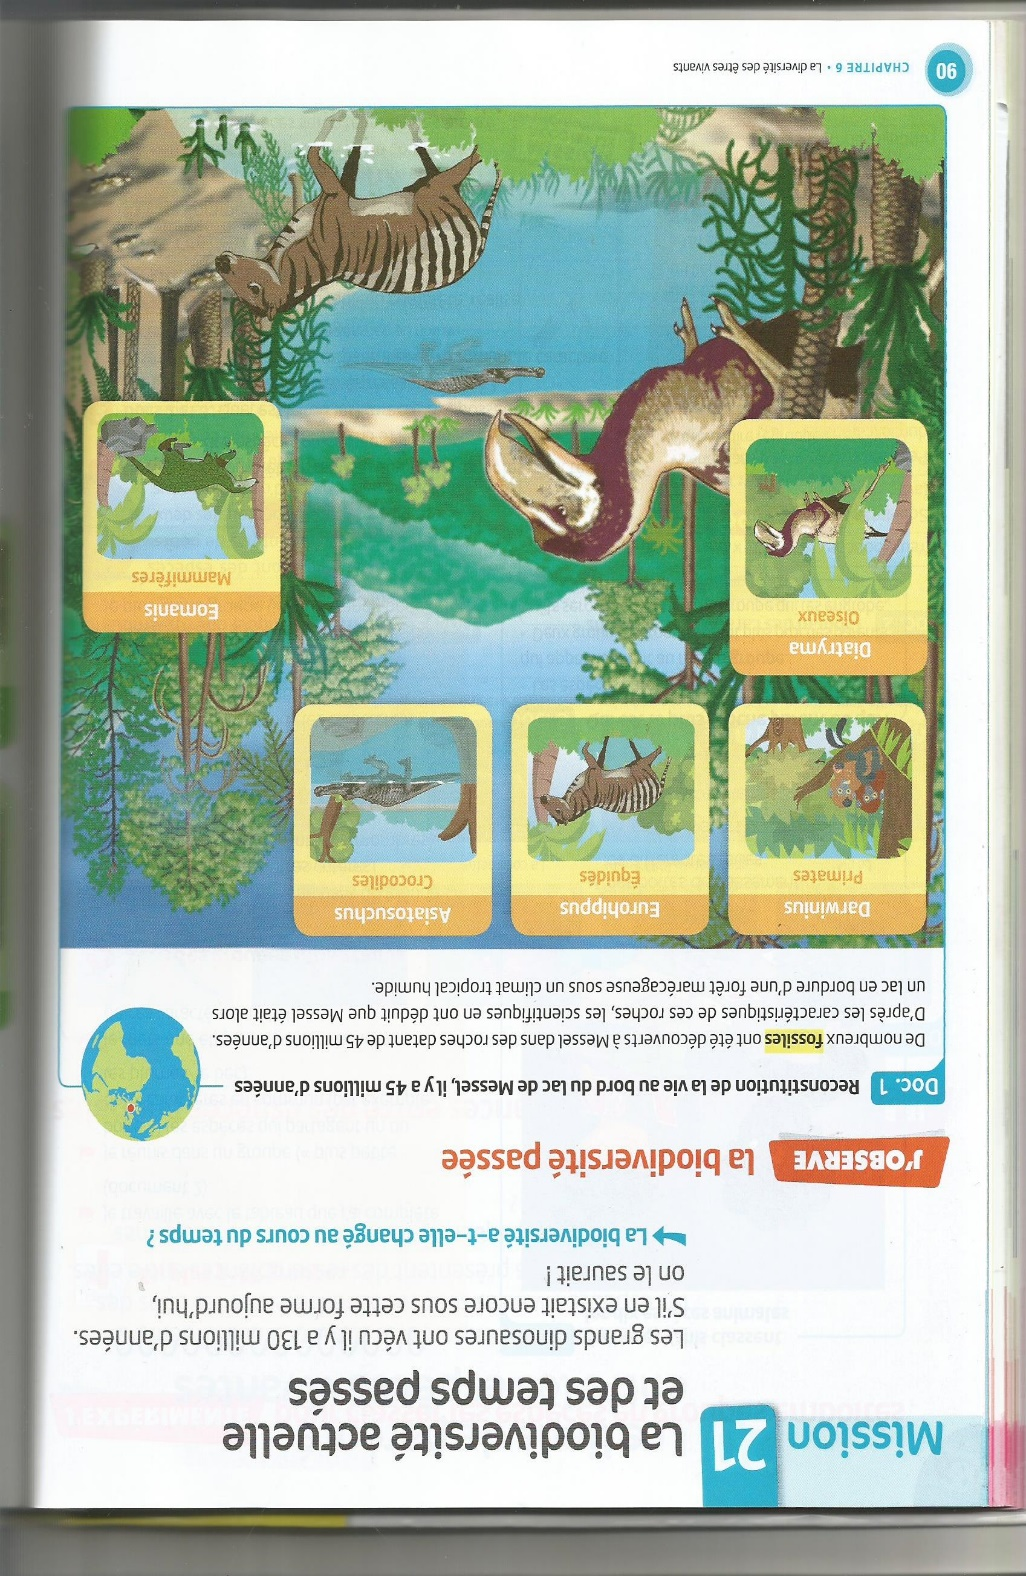 Mission 21
La biodiversité actuelle
et des temps passés
Les grands dinosaures ont vécu il y a 130 millions d'années.
S'il en existait encore sous cette forme aujourd'hui,
on le saurait !
La biodiversité a-t-elle changé au cours du temps ?
J'OBSERVE la biodiversité passée
Doc. 1 Reconstitution de la vie au bord du lac de Messel, il y a 45 millions d'années
De nombreux fossiles ont été découverts à Messel dans des roches datant de 45 millions d'années.
D'après les caractéristiques de ces roches, les scientifiques en ont déduit que Messel était alors
un lac en bordure d'une forêt marécageuse sous un climat tropical humide.
Darwinius
Primates
Eurohippus
Équidés
Asiatosuchus
Crocodiles
Diatryma
Oiseaux
Eomanis
Mammifères
90 CHAPITRE 6 • La diversité des êtres vivants